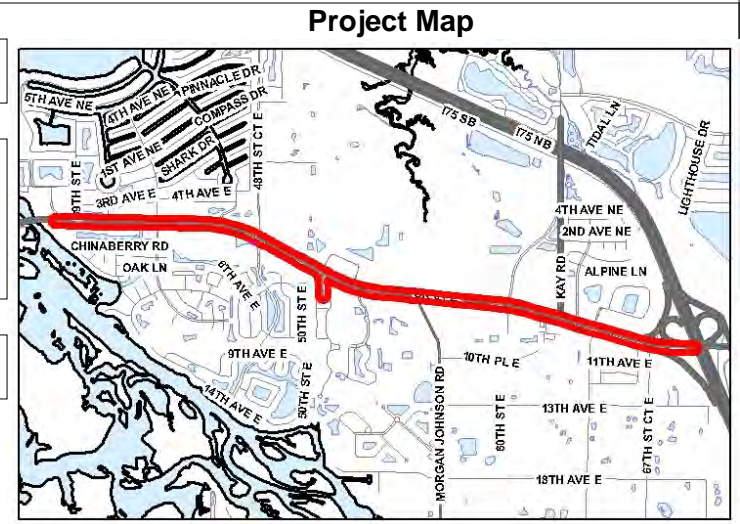 Project Map
5TH AVE NE
4TH AVE NE
PINNACLE DR
COMPASS DR
1ST AVE NE
SHARK DR
48TH ST CT E
I75 SB
I75 NB
TIDAL LN
LIGHTHOUSE DR
39TH ST E
3RD AVE E
4TH AVE E
4TH AVE NE
2ND AVE NE
CHINABERRY RD
OAK LN
6TH AVE E
KAY RD
ALPINE LN
50TH ST E
9TH AVE E
10TH PL E
11TH AVE E
14TH AVE E
50TH ST E
MORGAN JOHNSON RD
60TH ST E
13TH AVE E
67TH ST CT E
18TH AVE E